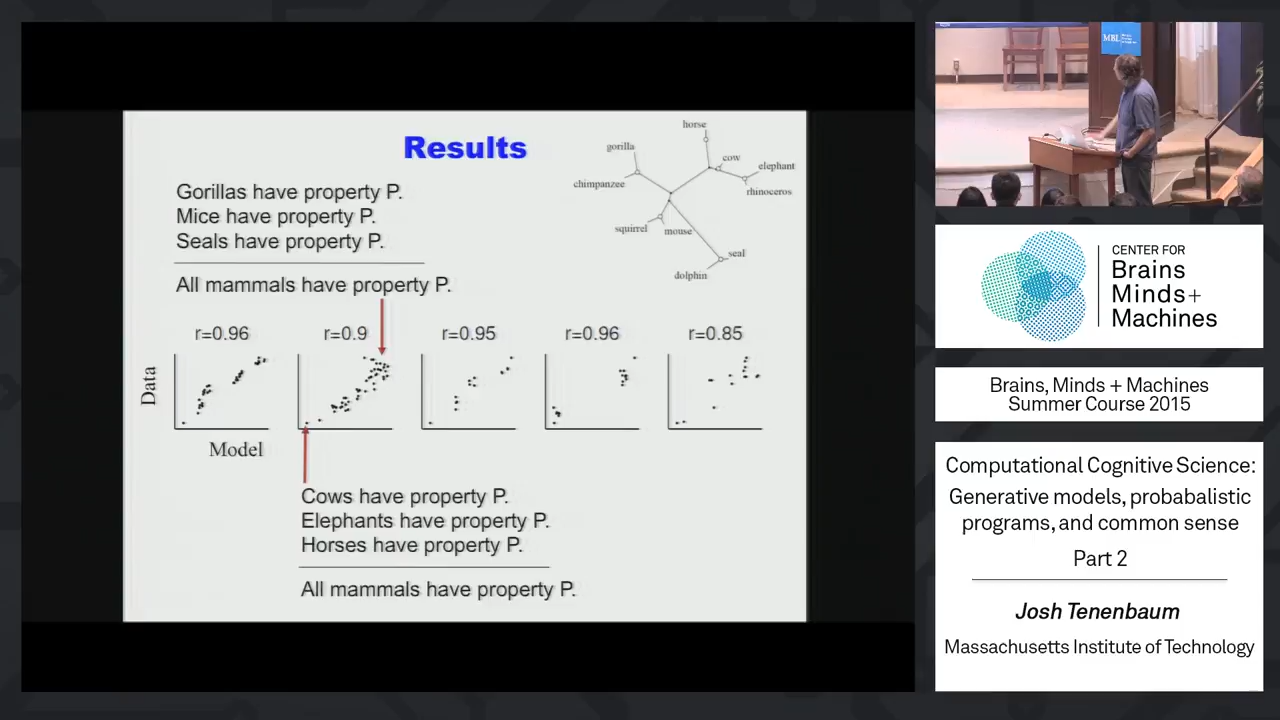 Results
Gorillas have property P.
Mice have property P.
Seals have property P.
All mammals have property P.
horse
gorilla
cow
elephant
chimpanzee
rhinoceros
squirrel
mouse
seal
dolphin
r=0.96
r=0.9
r=0.95
r=0.96
r=0.85
Data
Model
Cows have property P.
Elephants have property P.
Horses have property P.
All mammals have property P.
MBL
CENTER FOR
Brains
Minds+
Machines
Brains, Minds + Machines
Summer Course 2015
Computational Cognitive Science:
Generative models, probabalistic
programs, and common sense
Part 2
Josh Tenenbaum
Massachusetts Institute of Technology